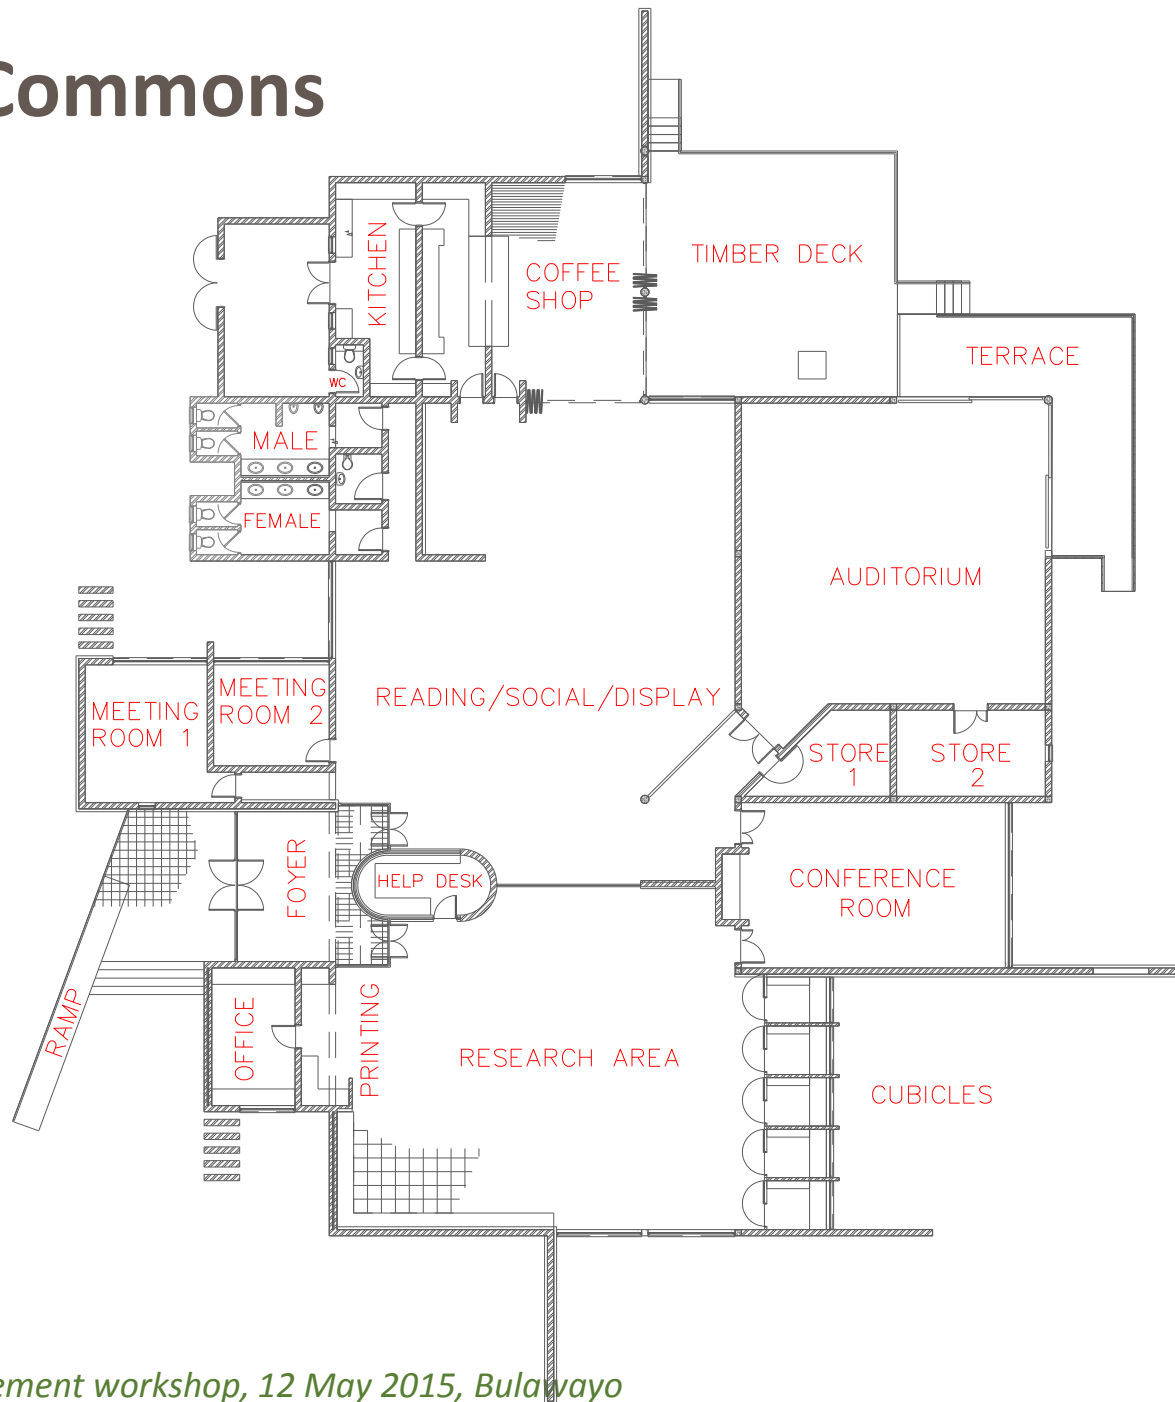 Commons
TIMBER DECK
KITCHEN
COFFEE
SHOP
TERRACE
WC
MALE
FEMALE
AUDITORIUM
MEETING
ROOM 1
MEETING
ROOM 2
READING/SOCIAL/DISPLAY
STORE
1
STORE
2
FOYER
HELP DESK
CONFERENCE
ROOM
RAMP
OFFICE
PRINTING
RESEARCH AREA
CUBICLES
ement workshop, 12 May 2015, Bulawayo